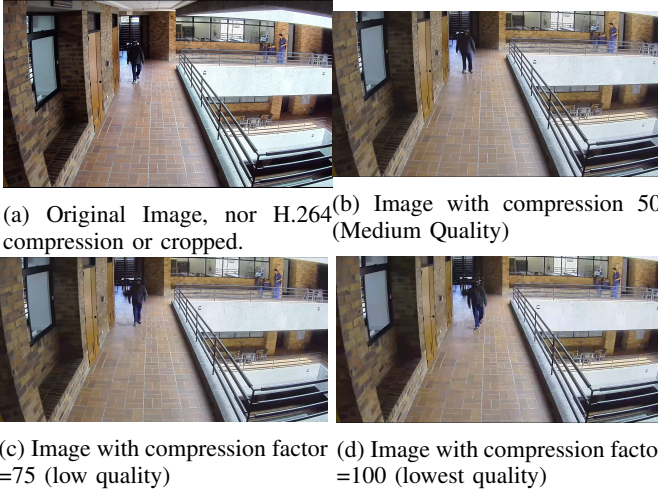 (a) Original Image, nor H.264
compression or cropped.
(b) Image with compression 50
(Medium Quality)
(c) Image with compression factor
=75 (low quality)
(d) Image with compression facto
=100 (lowest quality)